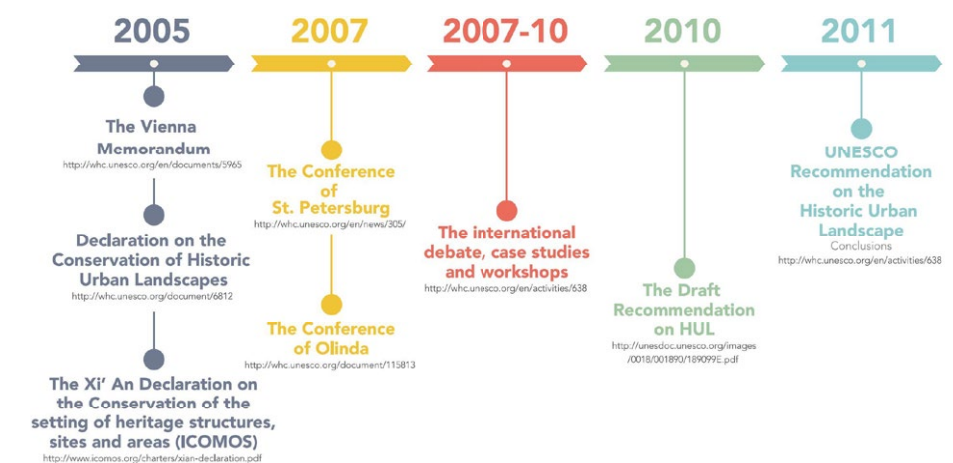 2005
The Vienna
Memorandum
http://whc.unesco.org/en/documents/5965
Declaration on the
Conservation of Historic
Urban Landscapes
http://whc.unesco.org/document/6812
The Xi' An Declaration on
the Conservation of the
setting of heritage structures,
sites and areas (ICOMOS)
http://www.icomos.org/charters/xian-declaration.pdf
2007
The Conference
of
St. Petersburg
http://whc.unesco.org/en/news/305/
The Conference
of Olinda
http://whc.unesco.org/document/115813
2007-10
The international
debate, case studies
and workshops
http://whc.unesco.org/en/activities/638
2010
The Draft
Recommendation
on HUL
http://unesdoc.unesco.org/images
/0018/001890/189099E.pdf
2011
UNESCO
Recommendation
on the
Historic Urban
Landscape
Conclusions
http://whc.unesco.org/en/activities/638